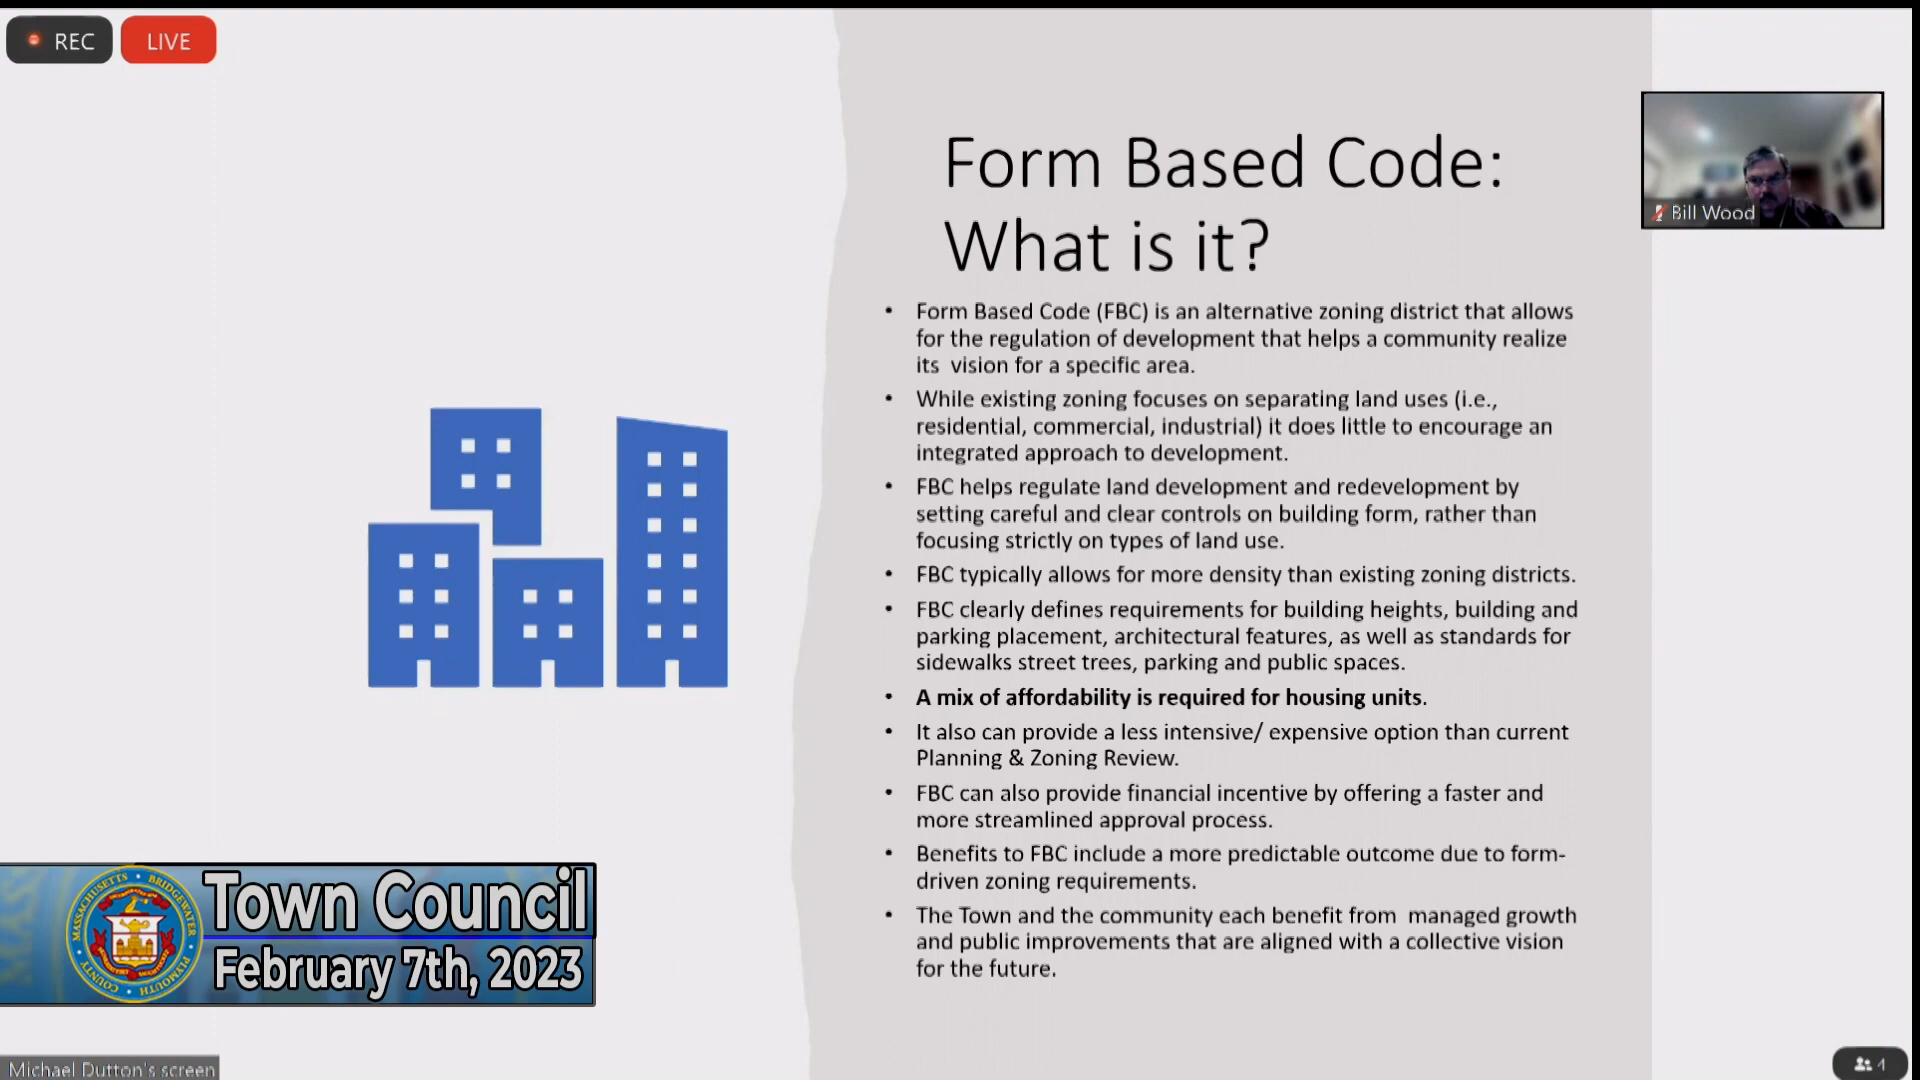 REC
LIVE
Form Based Code:
What is it?
Bill Wood
• Form Based Code (FBC) is an alternative zoning district that allows
for the regulation of development that helps a community realize
its  vision for a specific area.
• While existing zoning focuses on separating land uses (i.e.,
residential, commercial, industrial) it does little to encourage an
integrated approach to development.
• FBC helps regulate land development and redevelopment by
setting careful and clear controls on building form, rather than
focusing strictly on types of land use.
• FBC typically allows for more density than existing zoning districts.
• FBC clearly defines requirements for building heights, building and
parking placement, architectural features, as well as standards for
sidewalks street trees, parking and public spaces.
• A mix of affordability is required for housing units.
• It also can provide a less intensive/ expensive option than current
Planning & Zoning Review.
• FBC can also provide financial incentive by offering a faster and
more streamlined approval process.
• Benefits to FBC include a more predictable outcome due to form-
driven zoning requirements.
• The Town and the community each benefit from  managed growth
and public improvements that are aligned with a collective vision
for the future.
MASSACHUSETTS • BRIDGEWATER
PLYMOUTH COUNTY
Town Council
February 7th, 2023
Michael Dutton's screen
4